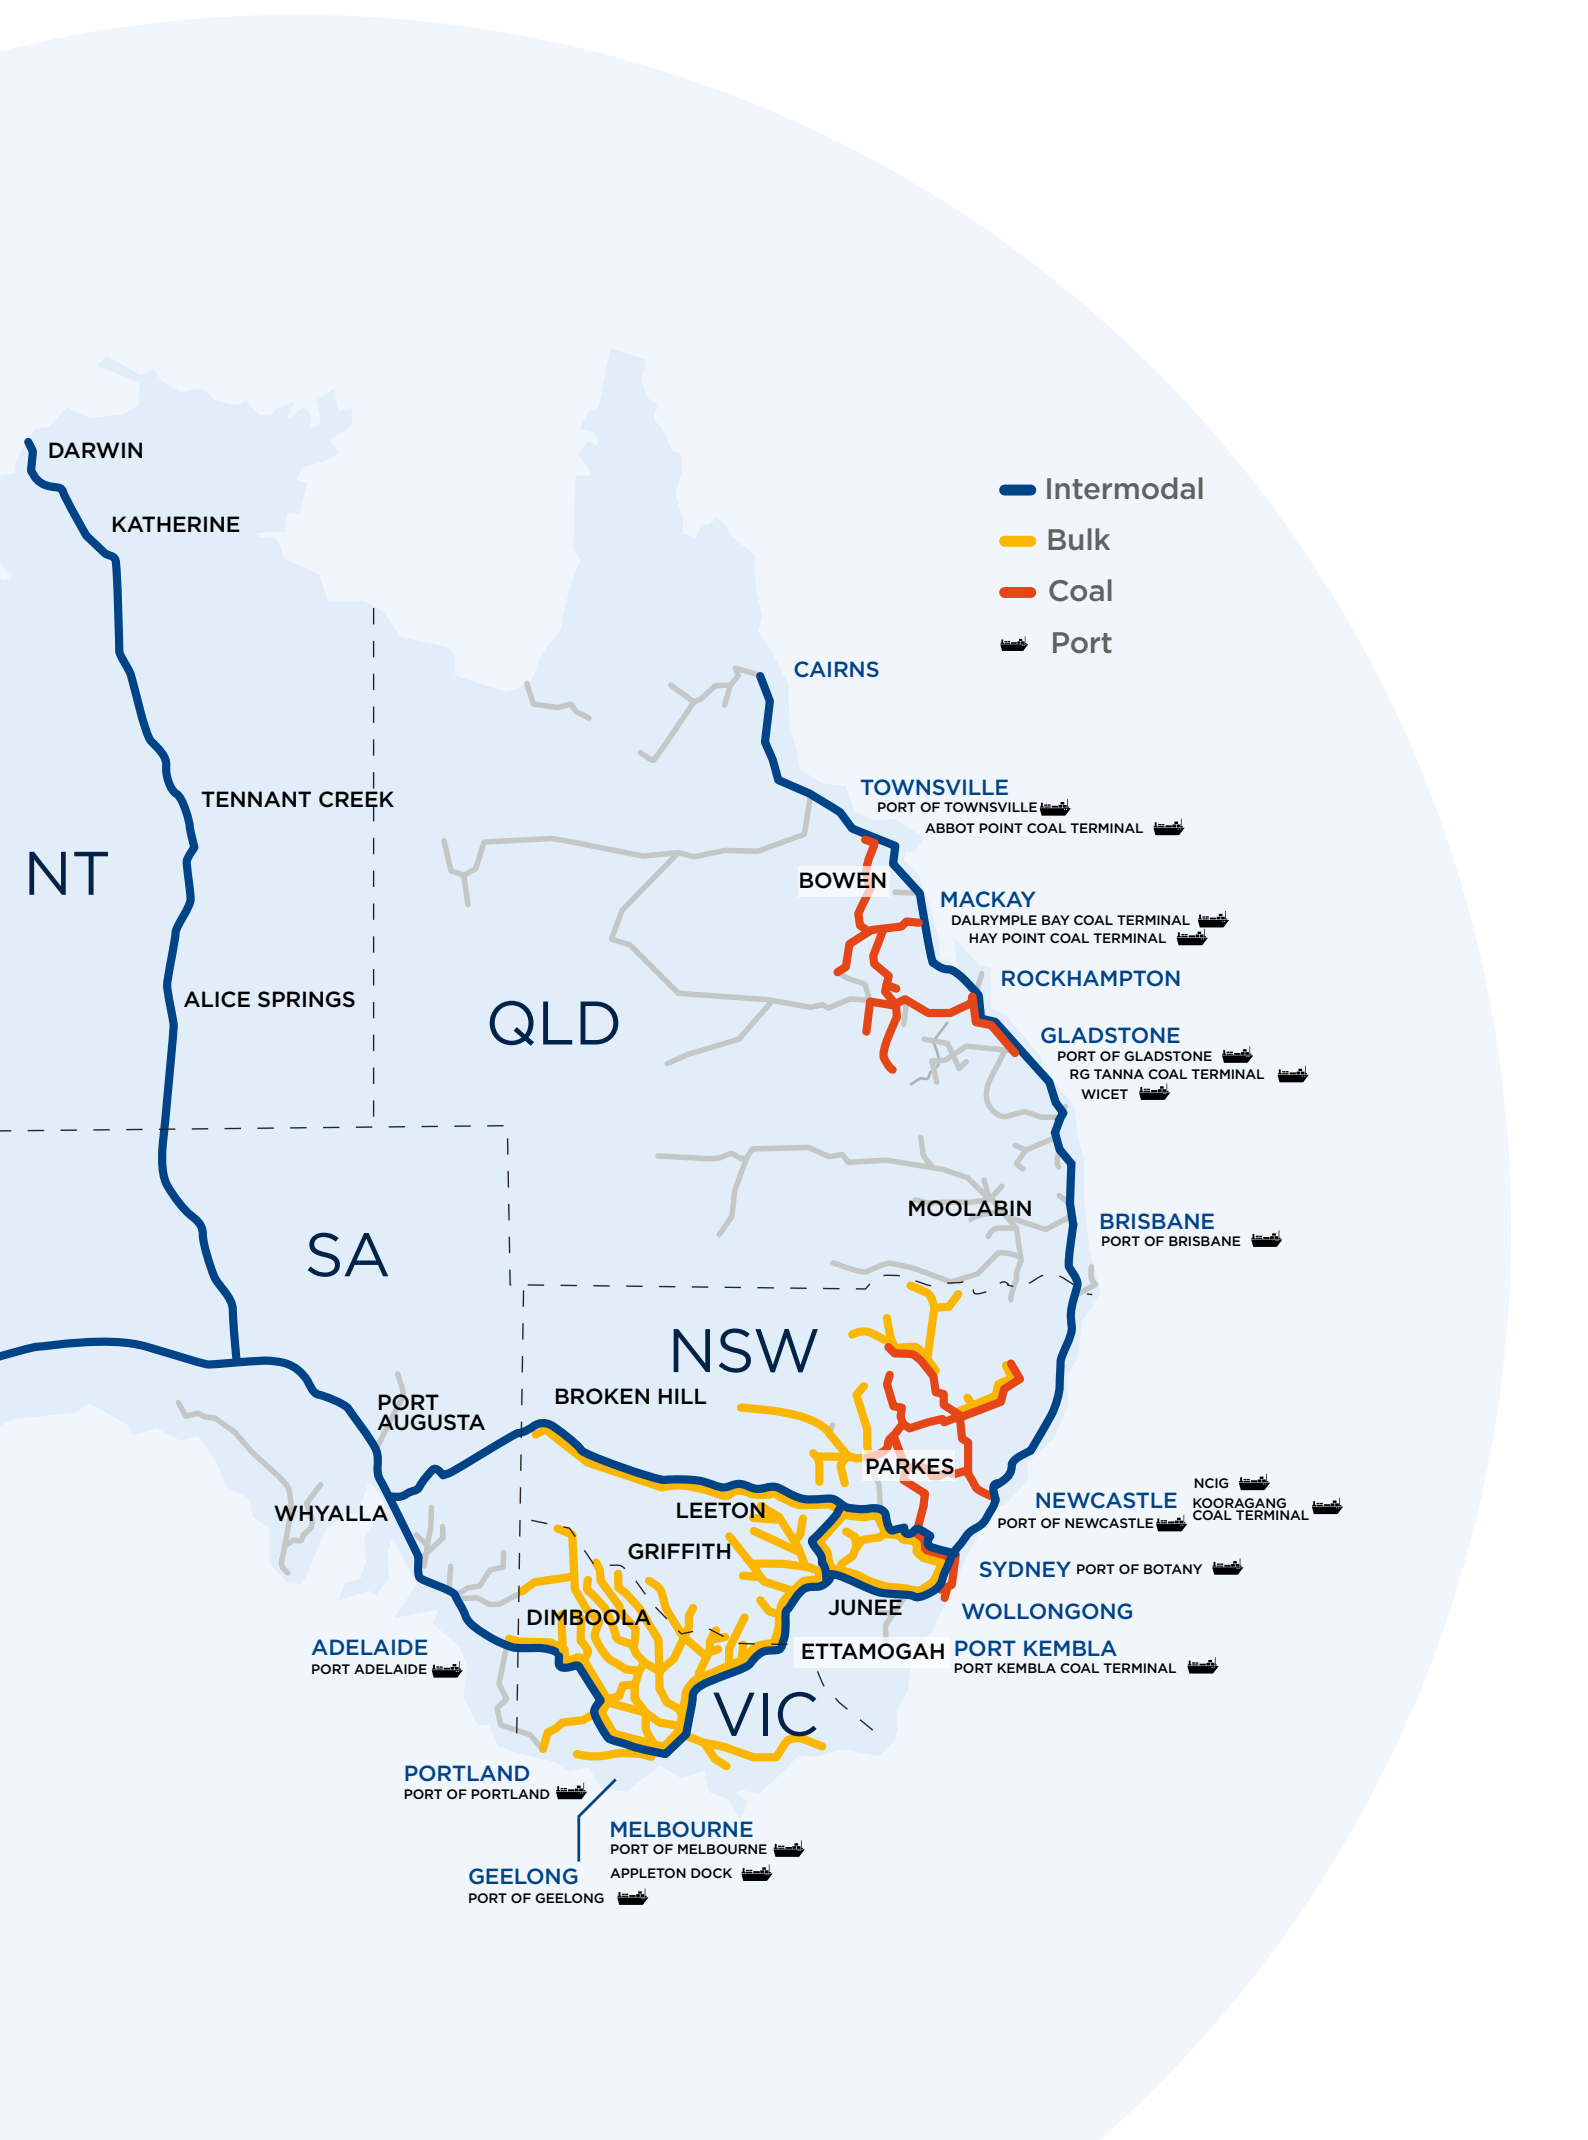 DARWIN
KATHERINE
Intermodal
Bulk
Coal
Port
CAIRNS
TOWNSVILLE
PORT OF TOWNSVILLE
ABBOT POINT COAL TERMINAL
TENNANT CREEK
NT
BOWEN
MACKAY
DALRYMPLE BAY COAL TERMINAL
HAY POINT COAL TERMINAL
ROCKHAMPTON
ALICE SPRINGS
QLD
GLADSTONE
PORT OF GLADSTONE
RG TANNA COAL TERMINAL
WICET
MOOLABIN
BRISBANE
PORT OF BRISBANE
SA
NSW
BROKEN HILL
PORT
AUGUSTA
PARKES
NCIG
NEWCASTLE
KOORAGANG
COAL TERMINAL
PORT OF NEWCASTLE
WHYALLA
LEETON
GRIFFITH
SYDNEY
PORT OF BOTANY
JUNEE
WOLLONGONG
DIMBOOLA
ADELAIDE
PORT ADELAIDE
ETTAMOGAH
PORT KEMBLA
PORT KEMBLA COAL TERMINAL
VIC
PORTLAND
PORT OF PORTLAND
MELBOURNE
PORT OF MELBOURNE
APPLETON DOCK
GEELONG
PORT OF GEELONG